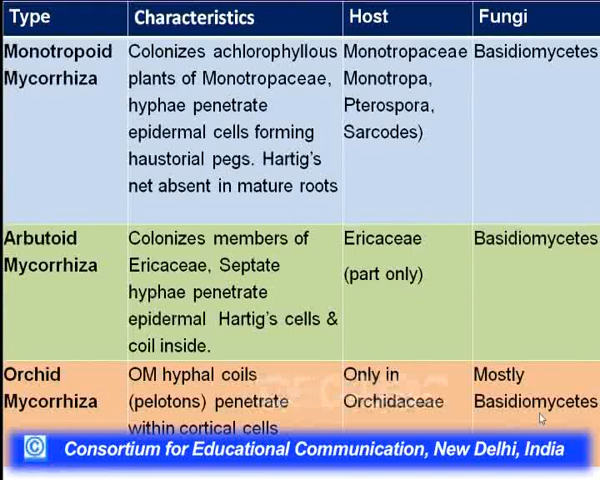 Type Characteristics Host Fungi
Monotropoid Mycorrhiza
Colonizes achlorophyllous
plants of Monotropaceae,
hyphae penetrate
epidermal cells forming
haustorial pegs. Hartig's
net absent in mature roots
Monotropaceae
Monotropa,
Pterospora,
Sarcodes)
Basidiomycetes
Arbutoid
Mycorrhiza
Colonizes members of
Ericaceae, Septate
hyphae penetrate
epidermal Hartig's cells &
coil inside.
Ericaceae
(part only)
Basidiomycetes
Orchid
Mycorrhiza
OM hyphal coils
(pelotons) penetrate
within cortical cells
Only in
Orchidaceae
Mostly
Basidiomycetes
© Consortium for Educational Communication, New Delhi, India